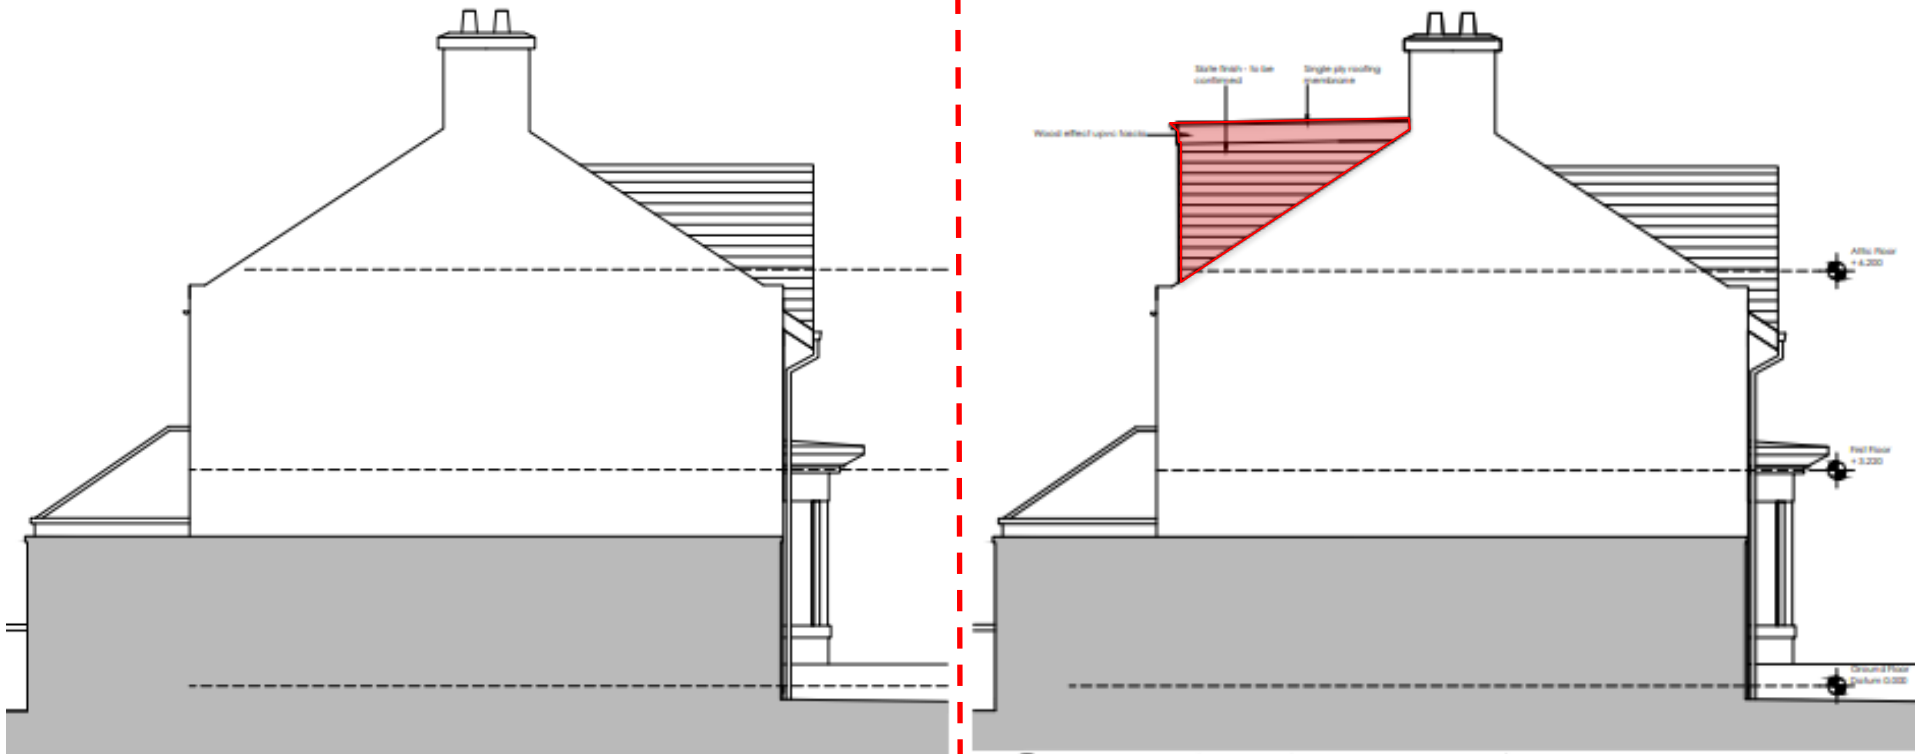 Slate finish - to be
confirmed
Single ply roofing
membrane
Wood effect upvc fascia
Attic Floor
+6.200
First Floor
+3.200
Ground Floor
Datum 0.000